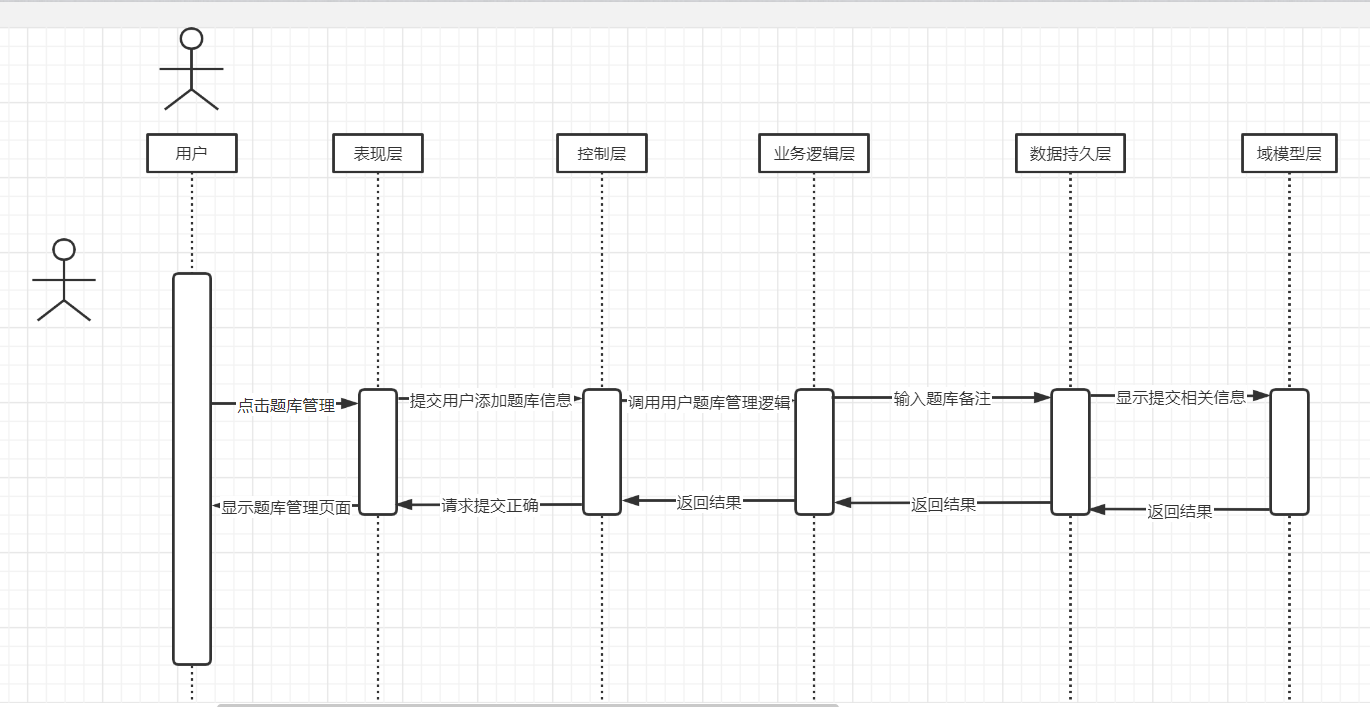 用户
表现层
控制层
业务逻辑层
数据持久层
域模型层
点击题库管理
提交用户添加题库信息
调用用户题库管理逻辑
输入题库备注
显示提交相关信息
显示题库管理页面
请求提交正确
返回结果
返回结果
返回结果